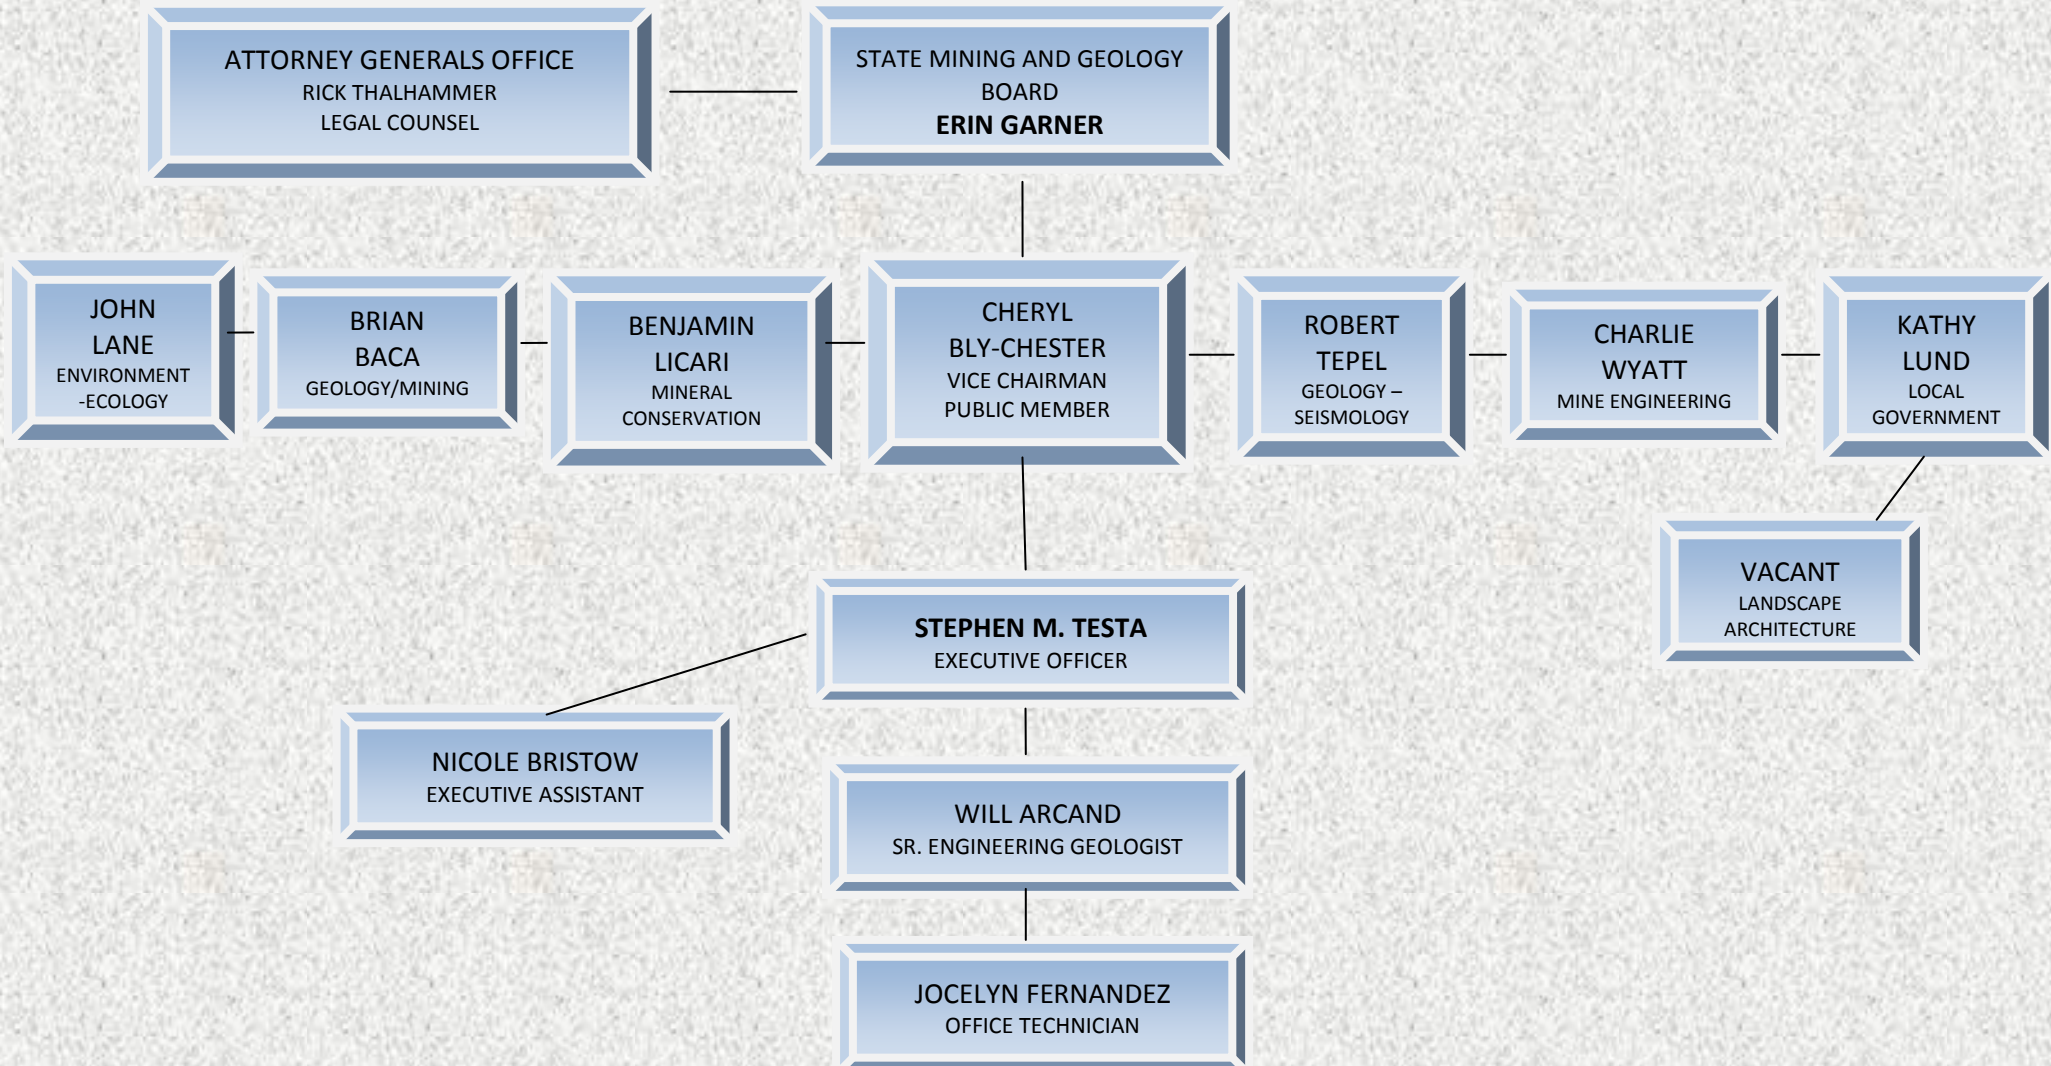 ATTORNEY GENERALS OFFICE
RICK THALHAMMER
LEGAL COUNSEL
STATE MINING AND GEOLOGY
BOARD
ERIN GARNER
JOHN
LANE
ENVIRONMENT
-ECOLOGY
BRIAN
BACA
GEOLOGY/MINING
BENJAMIN
LICARI
MINERAL
CONSERVATION
CHERYL
BLY-CHESTER
VICE CHAIRMAN
PUBLIC MEMBER
ROBERT
TEPEL
GEOLOGY –
SEISMOLOGY
CHARLIE
WYATT
MINE ENGINEERING
KATHY
LUND
LOCAL
GOVERNMENT
VACANT
LANDSCAPE
ARCHITECTURE
STEPHEN M. TESTA
EXECUTIVE OFFICER
NICOLE BRISTOW
EXECUTIVE ASSISTANT
WILL ARCAND
SR. ENGINEERING GEOLOGIST
JOCELYN FERNANDEZ
OFFICE TECHNICIAN